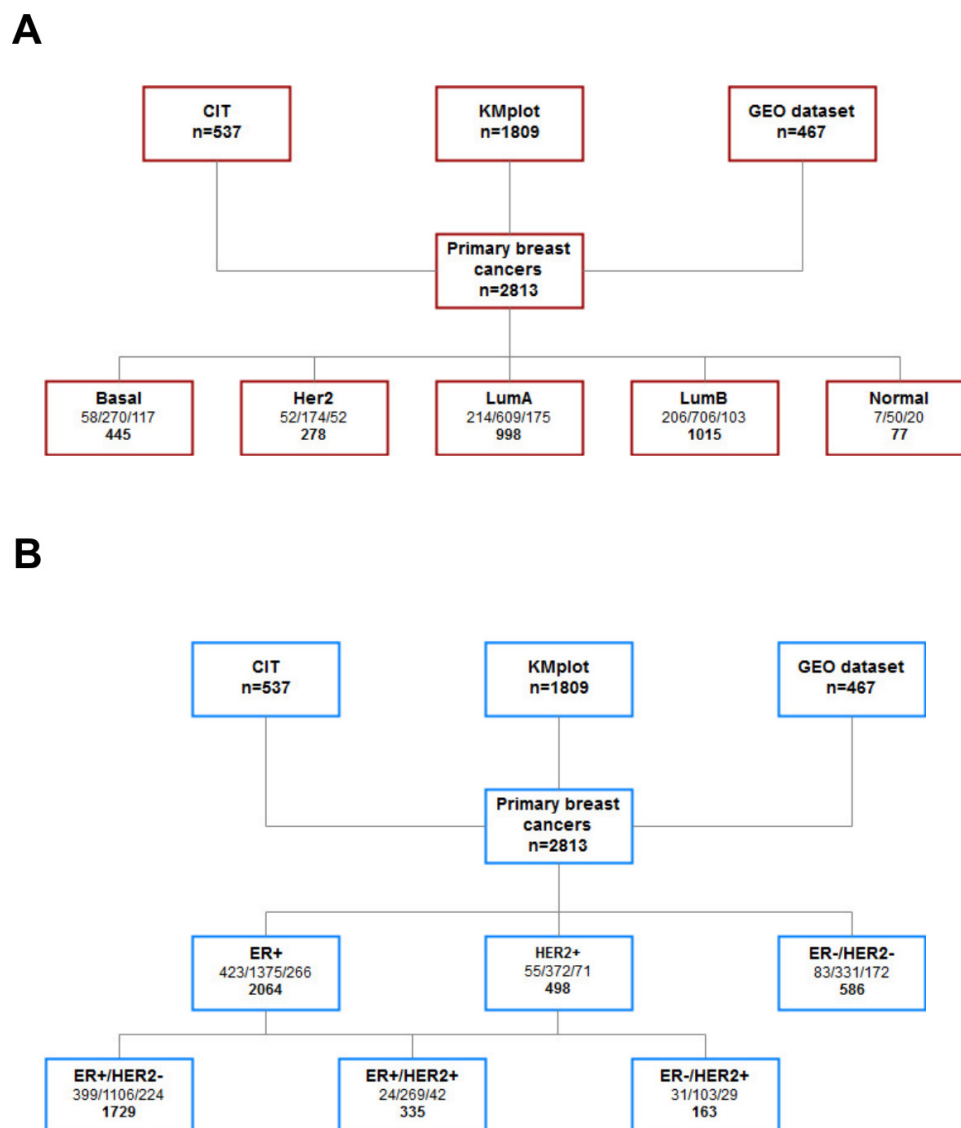 A
CIT
n=537
KMplot
n=1809
GEO dataset
n=467
Primary breast
cancers
n=2813
Basal
58/270/117
445
Her2
52/174/52
278
LumA
214/609/175
998
LumB
206/706/103
1015
Normal
7/50/20
77
B
CIT
n=537
KMplot
n=1809
GEO dataset
n=467
Primary breast
cancers
n=2813
ER+
423/1375/266
2064
HER2+
55/372/71
498
ER-/HER2-
83/331/172
586
ER+/HER2-
399/1106/224
1729
ER+/HER2+
24/269/42
335
ER-/HER2+
31/103/29
163